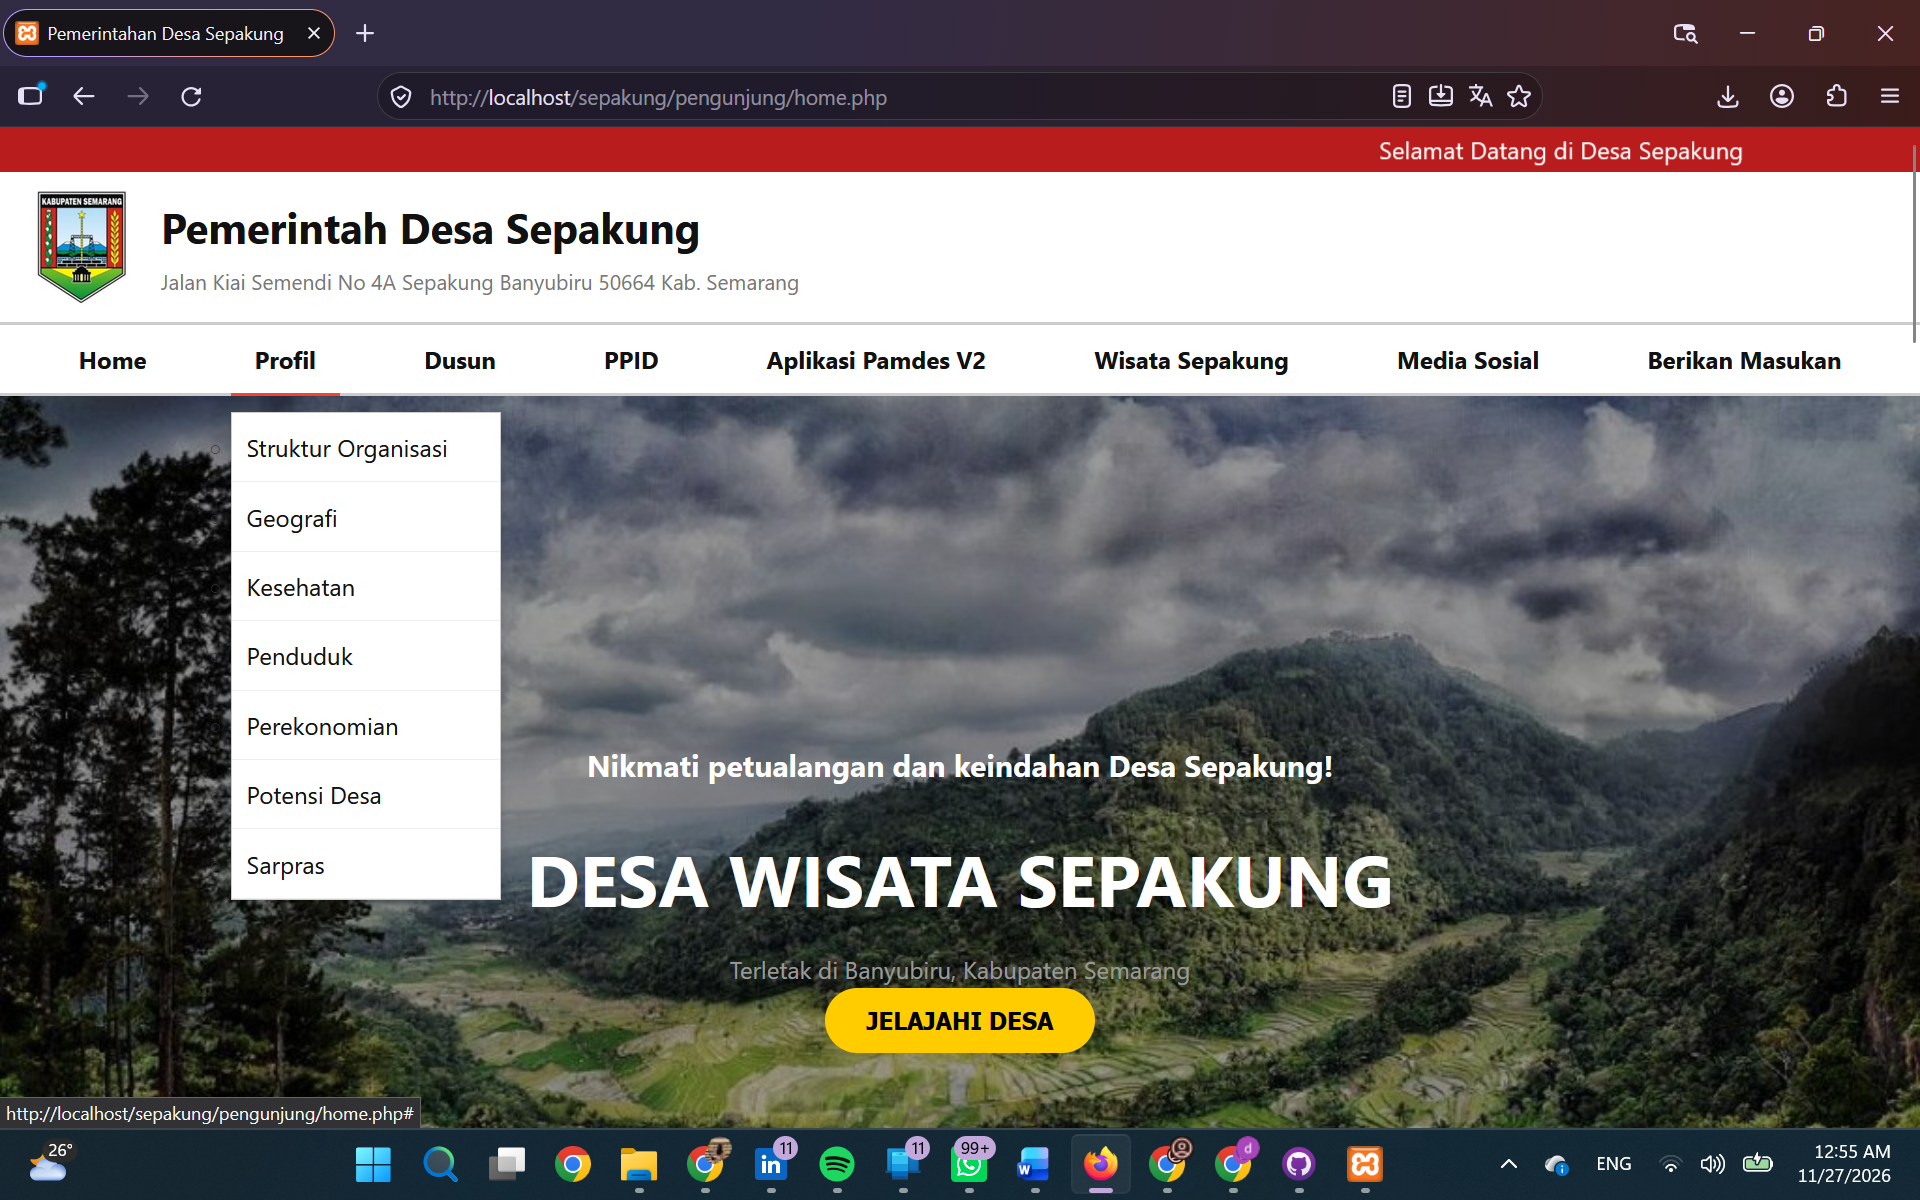 Pemerintahan Desa Sepakung
http://localhost/sepakung/pengunjung/home.php
Selamat Datang di Desa Sepakung
KABUPATEN SEMARANG
Pemerintah Desa Sepakung
Jalan Kiai Semendi No 4A Sepakung Banyubiru 50664 Kab. Semarang
Home Profil Dusun PPID Aplikasi Pamdes V2 Wisata Sepakung Media Sosial Berikan Masukan
Struktur Organisasi
Geografi
Kesehatan
Penduduk
Perekonomian
Potensi Desa
Sarpras
Nikmati petualangan dan keindahan Desa Sepakung!
DESA WISATA SEPAKUNG
Terletak di Banyubiru, Kabupaten Semarang
JELAJAHI DESA
http://localhost/sepakung/pengunjung/home.php#
26°
11
11
99+
d
ENG
12:55 AM
11/27/2026